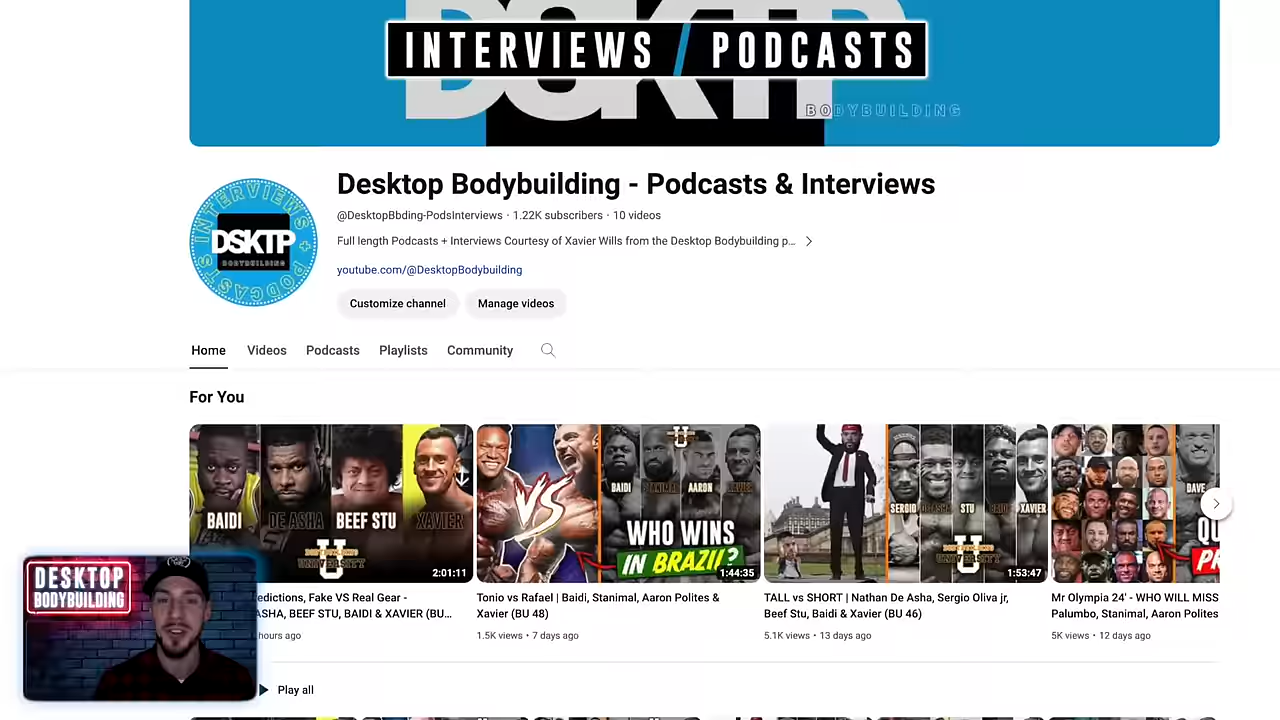 INTERVIEWS / PODCASTS
DSKTP
BODYBUILDING
INTERVIEWS + PODCASTS
DSKTP
BODYBUILDING
Desktop Bodybuilding - Podcasts & Interviews
@DesktopBbding-PodsInterviews · 1.22K subscribers · 10 videos
Full length Podcasts + Interviews Courtesy of Xavier Wills from the Desktop Bodybuilding p...
youtube.com/@DesktopBodybuilding
Customize channel
Manage videos
Home Videos Podcasts Playlists Community
For You
BAIDI DE ASHA BEEF STU XAVIER
U
2:01:11
VS
U
BAIDI STANIMAL AARON XAVIER
WHO WINS
IN BRAZIL?
1:44:35
SERGIO DE ASHA STU BAIDI XAVIER
U
1:53:47
DAVE
edictions, Fake VS Real Gear -
ASHA, BEEF STU, BAIDI & XAVIER (BU...
hours ago
Tonio vs Rafael | Baidi, Stanimal, Aaron Polites &
Xavier (BU 48)
1.5K views • 7 days ago
TALL vs SHORT | Nathan De Asha, Sergio Oliva jr,
Beef Stu, Baidi & Xavier (BU 46)
5.1K views • 13 days ago
Mr Olympia 24' - WHO WILL MISS
Palumbo, Stanimal, Aaron Polites
5K views • 12 days ago
DESKTOP
BODYBUILDING
Play all